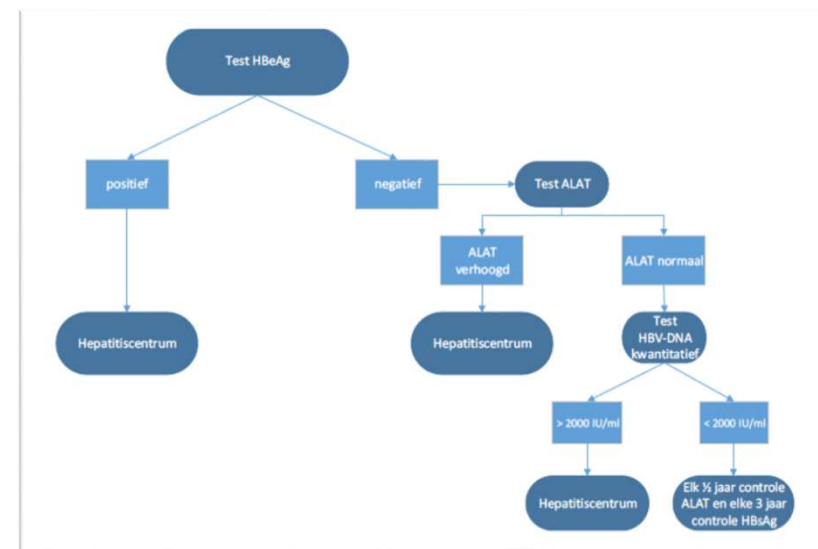 Test HBeAg
positief
negatief
Test ALAT
ALAT
verhoogd
ALAT normaal
Hepatitiscentrum
Hepatitiscentrum
Test
HBV-DNA
kwantitatief
> 2000 IU/ml
< 2000 IU/ml
Hepatitiscentrum
Elk ½ jaar controle
ALAT en elke 3 jaar
controle HBsAg